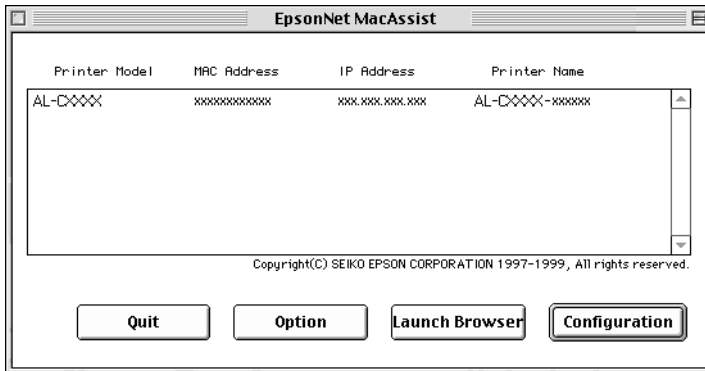 EpsonNet MacAssist
Printer Model MAC Address IP Address Printer Name
AL-CXXXX xxxxxxxxxxxx xxx.xxx.xxx.xxx AL-CXXXX-xxxxxx
Copyright(C) SEIKO EPSON CORPORATION 1997-1999, All rights reserved.
Quit Option Launch Browser Configuration